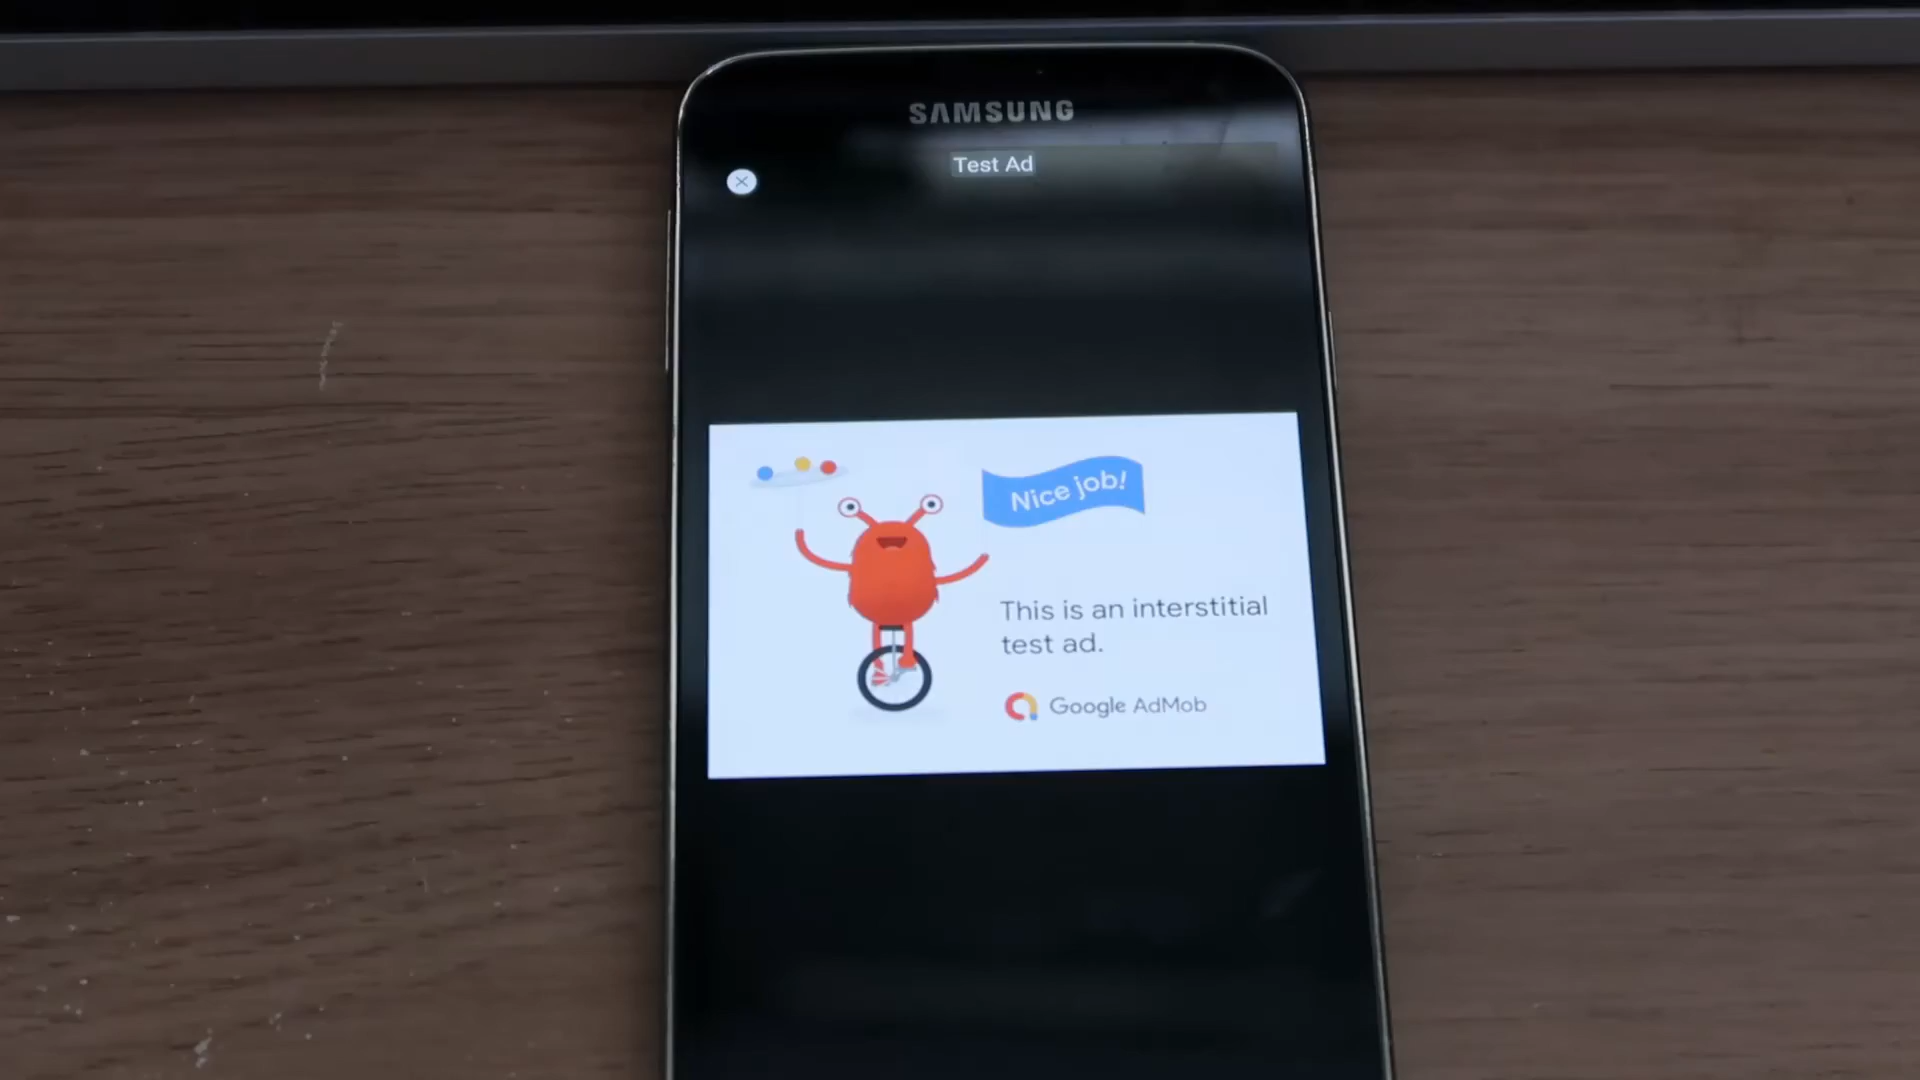 SAMSUNG
Test Ad
Nice job!
This is an interstitial
test ad.
Google AdMob